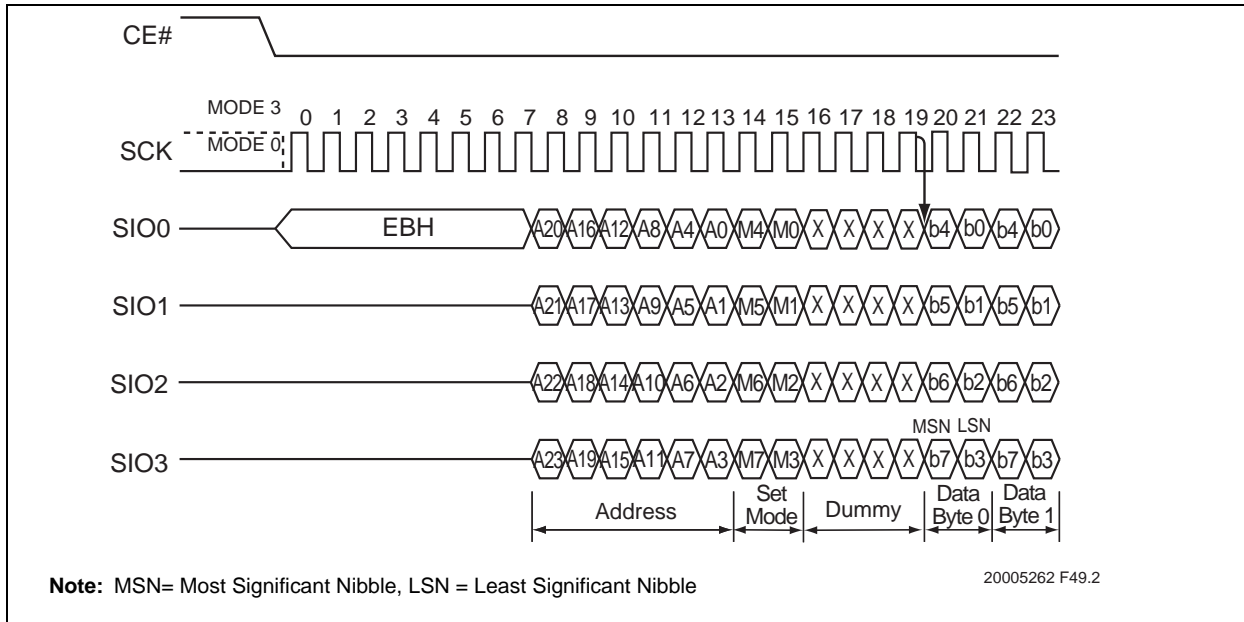 CE#
MODE 3
0 1 2 3 4 5 6 7 8 9 10 11 12 13 14 15 16 17 18 19 20 21 22 23
SCK
MODE 0
SIO0
EBH
A20 A16 A12 A8 A4 A0 M4 M0 X X X X b4 b0 b4 b0
SIO1
A21 A17 A13 A9 A5 A1 M5 M1 X X X X b5 b1 b5 b1
SIO2
A22 A18 A14 A10 A6 A2 M6 M2 X X X X b6 b2 b6 b2
MSN LSN
SIO3
A23 A19 A15 A11 A7 A3 M7 M3 X X X X b7 b3 b7 b3
Address
Set
Mode
Dummy
Data
Byte 0
Data
Byte 1
Note: MSN= Most Significant Nibble, LSN = Least Significant Nibble
20005262 F49.2